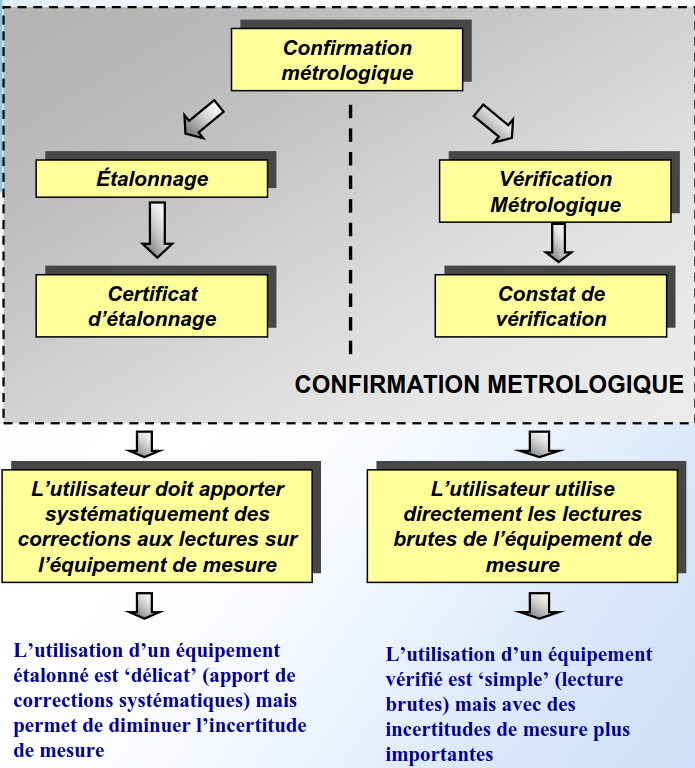 Confirmation
métrologique
Étalonnage
Vérification
Métrologique
Certificat
d’étalonnage
Constat de
vérification
CONFIRMATION METROLOGIQUE
L’utilisateur doit apporter
systématiquement des
corrections aux lectures sur
l’équipement de mesure
L’utilisateur utilise
directement les lectures
brutes de l’équipement de
mesure
L’utilisation d’un équipement
étalonné est ‘délicat’ (apport de
corrections systématiques) mais
permet de diminuer l’incertitude
de mesure
L’utilisation d’un équipement
vérifié est ‘simple’ (lecture
brutes) mais avec des
incertitudes de mesure plus
importantes